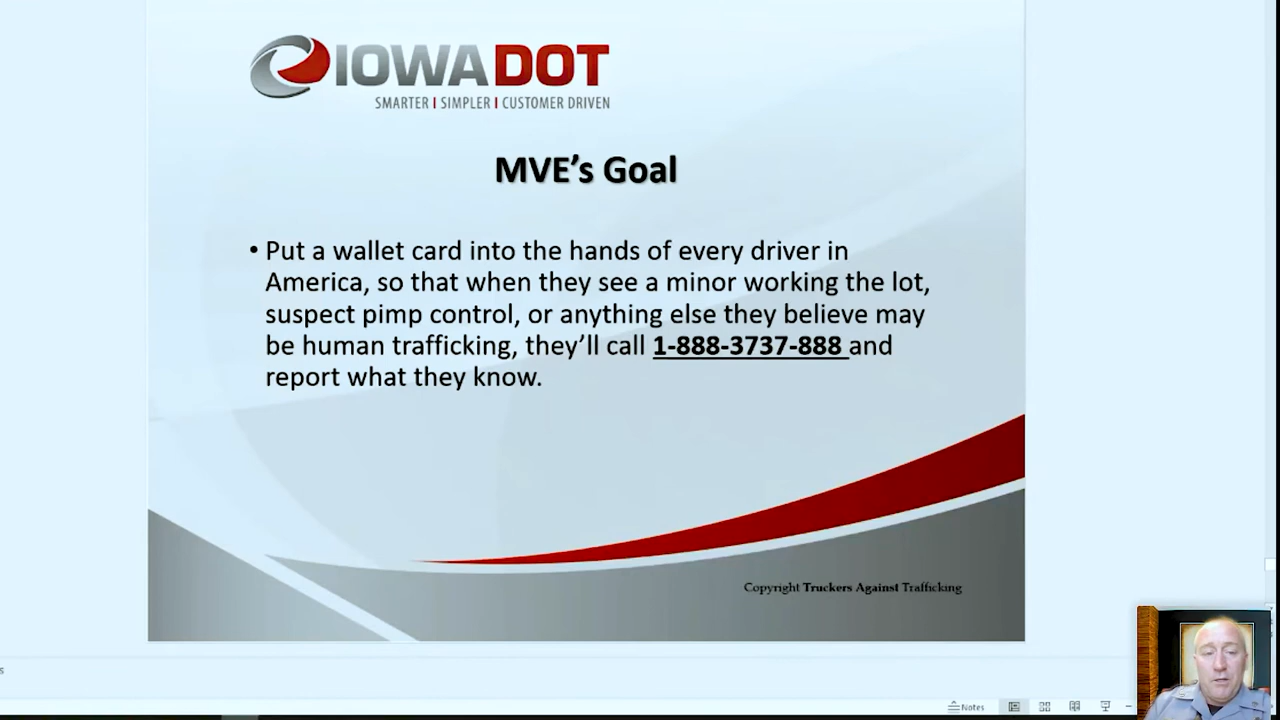 IOWADOT
SMARTER | SIMPLER | CUSTOMER DRIVEN
MVE's Goal
• Put a wallet card into the hands of every driver in
America, so that when they see a minor working the lot,
suspect pimp control, or anything else they believe may
be human trafficking, they'll call 1-888-3737-888 and
report what they know.
Copyright Truckers Against Trafficking
s
Notes